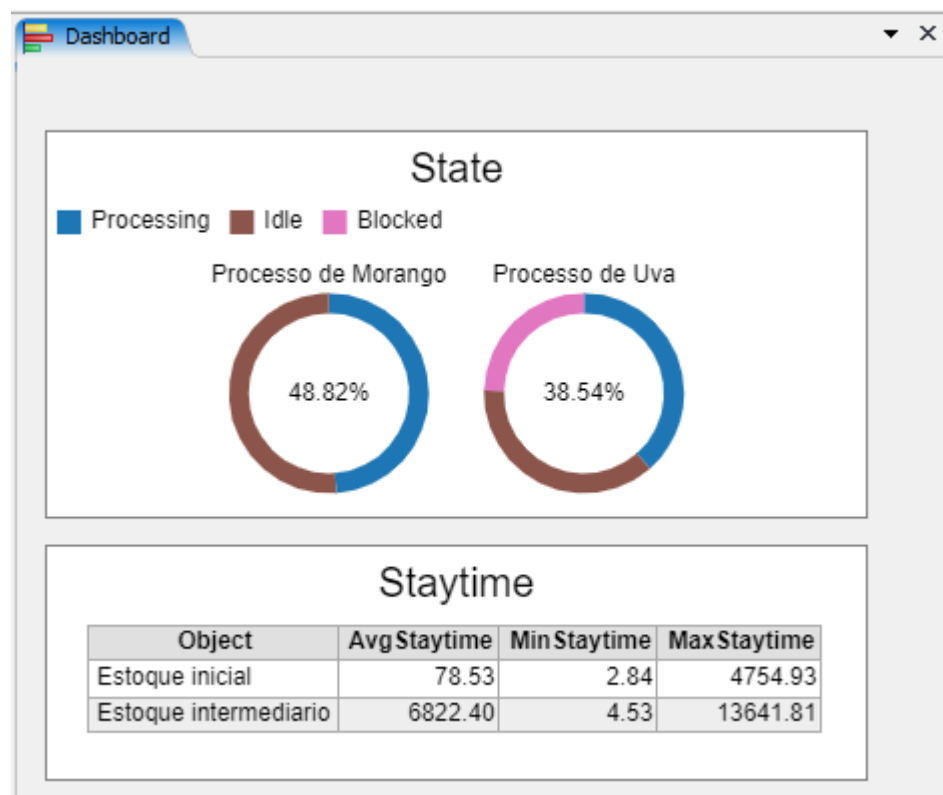 Dashboard
State
Processing Idle Blocked
Processo de Morango Processo de Uva
48.82% 38.54%
Staytime
Object AvgStaytime MinStaytime MaxStaytime
Estoque inicial 78.53 2.84 4754.93
Estoque intermediario 6822.40 4.53 13641.81